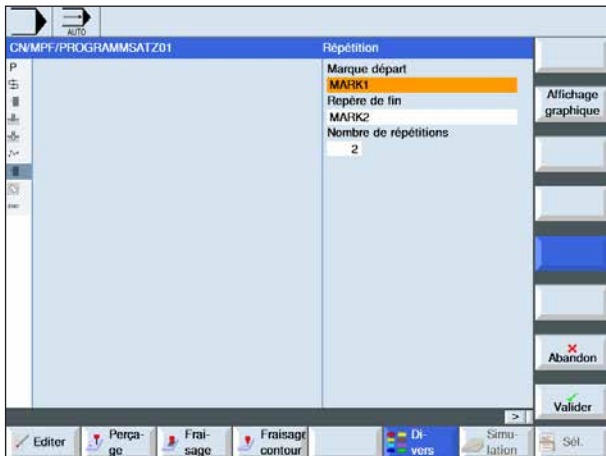 AUTO
CN/MPF/PROGRAMMSATZ01
Répétition
P
Marque départ
MARK1
Repère de fin
MARK2
Nombre de répétitions
2
END
Affichage
graphique
Abandon
Valider
>
Editer
Perça-
ge
Frai-
sage
Fraisage
contour
Di-
vers
Simu-
lation
Sél.